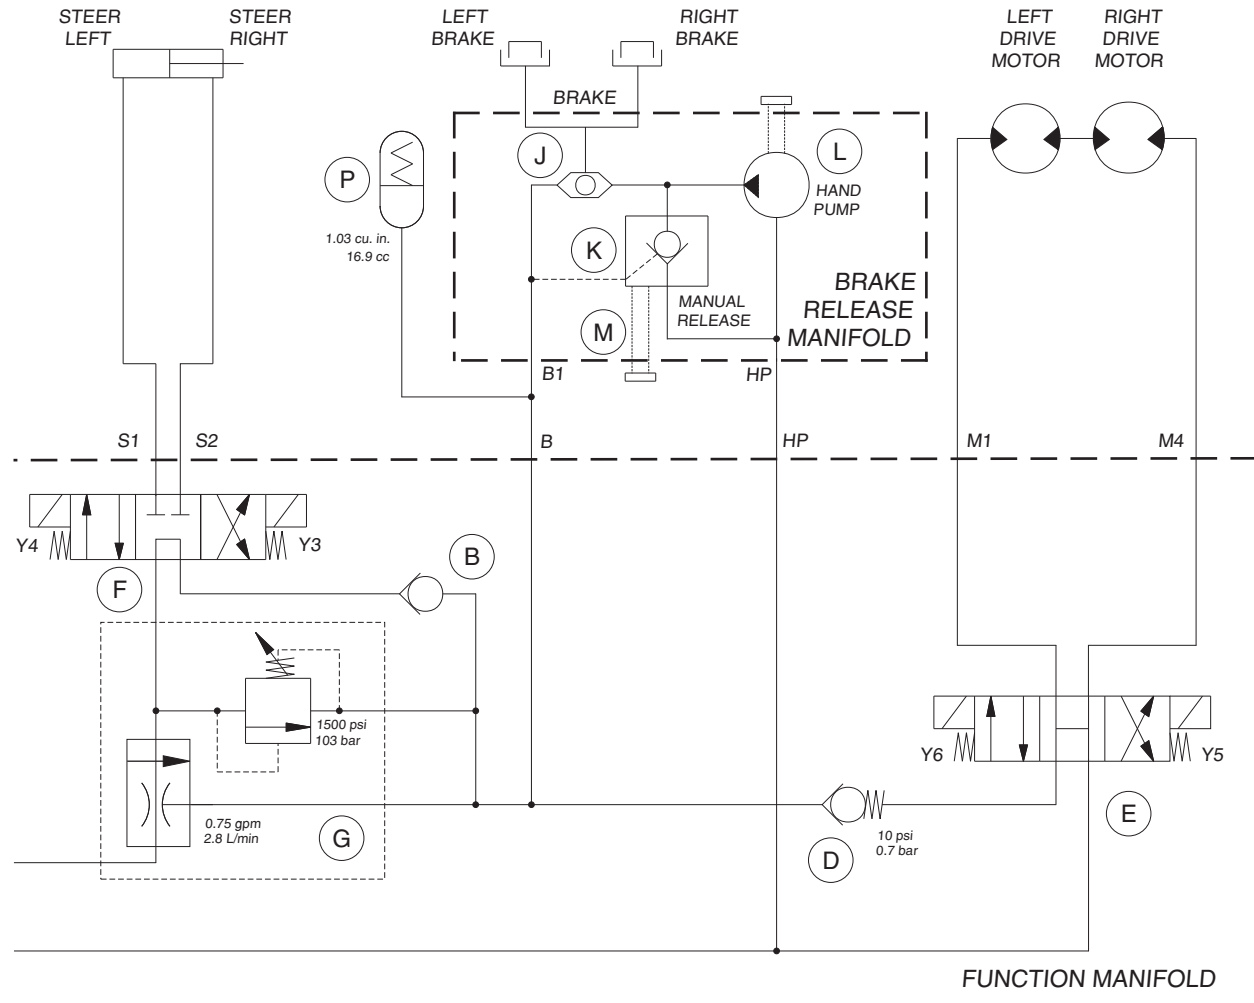 STEER
LEFT
STEER
RIGHT
LEFT
BRAKE
RIGHT
BRAKE
LEFT
DRIVE
MOTOR
RIGHT
DRIVE
MOTOR
BRAKE
J
L
P
HAND
PUMP
1.03 cu. in.
16.9 cc
K
BRAKE
RELEASE
MANIFOLD
MANUAL
RELEASE
M
B1
HP
S1
S2
B
HP
M1
M4
Y4
Y3
B
F
1500 psi
103 bar
Y6
Y5
0.75 gpm
2.8 L/min
G
D
10 psi
0.7 bar
E
FUNCTION MANIFOLD